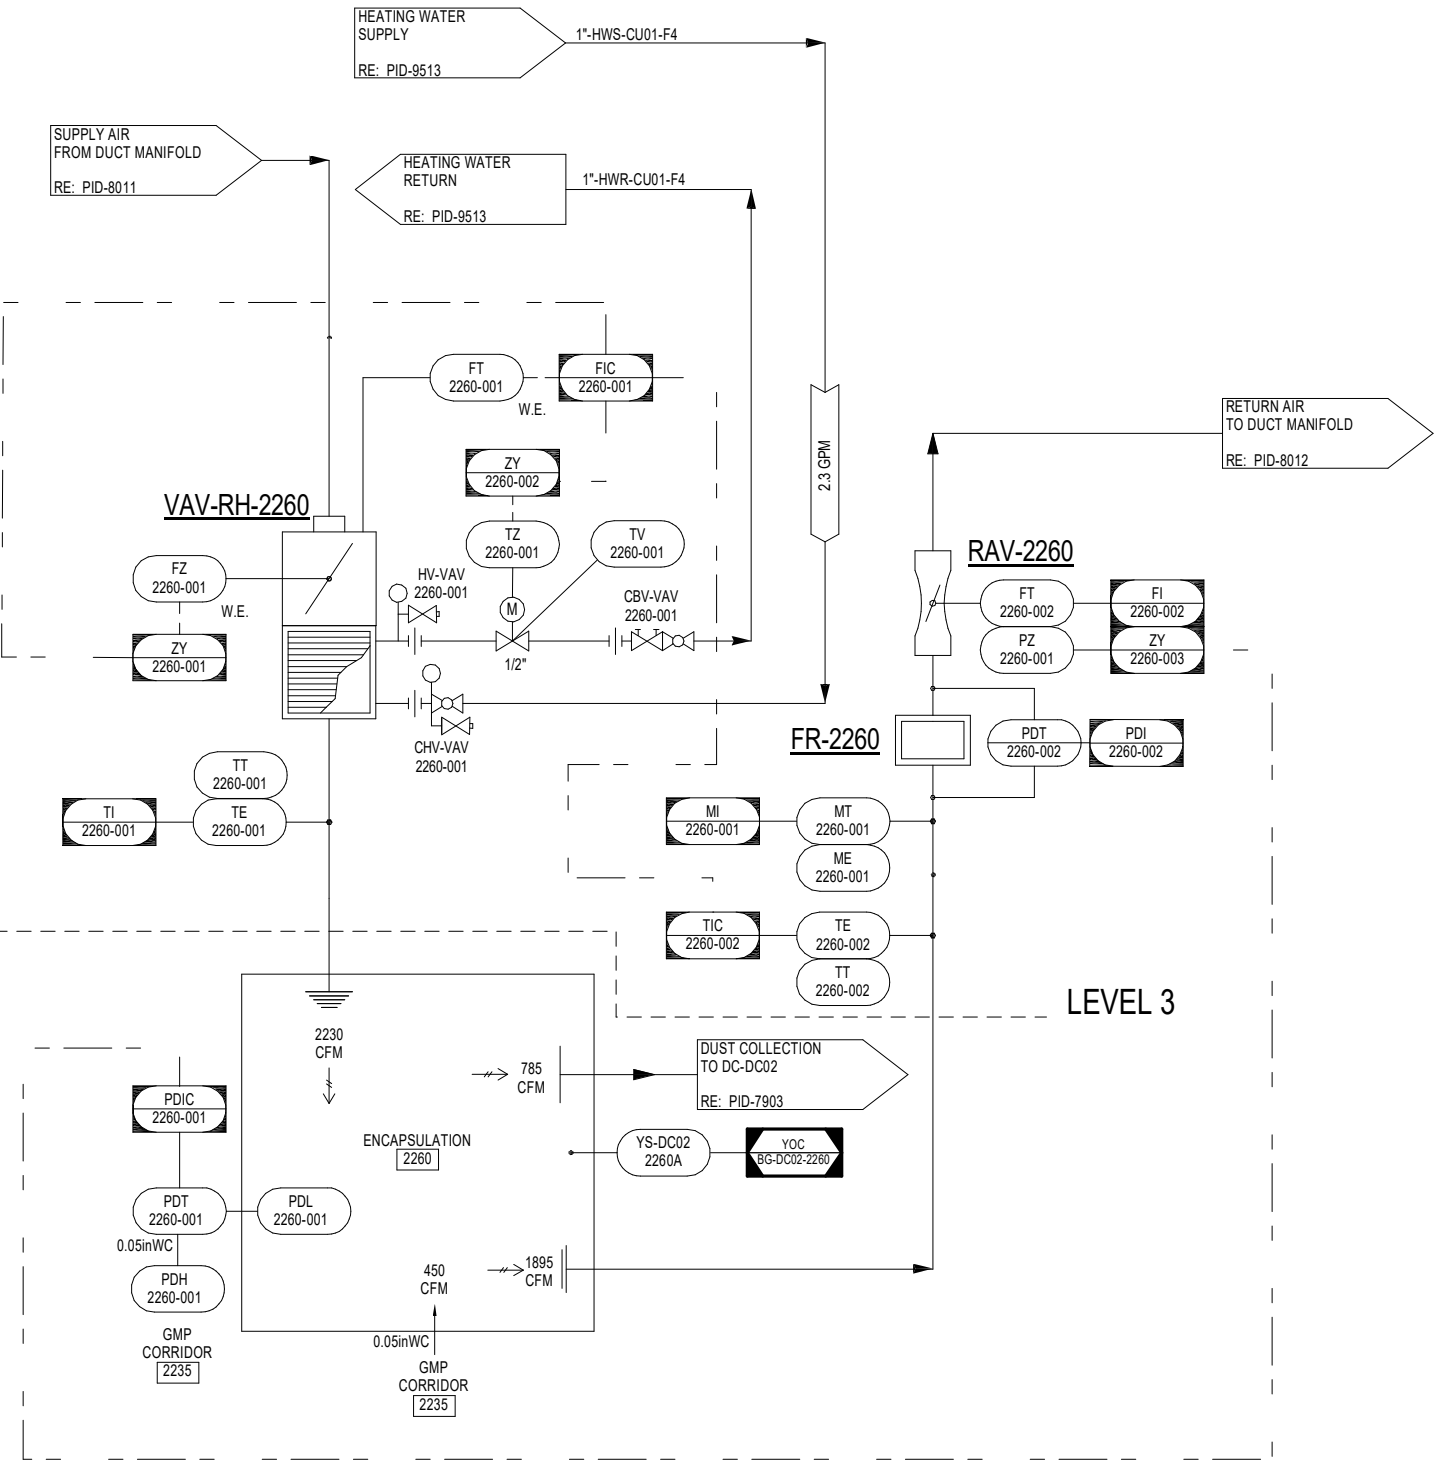 HEATING WATER
SUPPLY
RE: PID-9513
1"-HWS-CU01-F4
SUPPLY AIR
FROM DUCT MANIFOLD
RE: PID-8011
HEATING WATER
RETURN
RE: PID-9513
1"-HWR-CU01-F4
FT
2260-001
W.E.
FIC
2260-001
ZY
2260-002
TZ
2260-001
TV
2260-001
2.3 GPM
RETURN AIR
TO DUCT MANIFOLD
RE: PID-8012
VAV-RH-2260
FZ
2260-001
W.E.
ZY
2260-001
HV-VAV
2260-001
M
1/2"
CBV-VAV
2260-001
CHV-VAV
2260-001
RAV-2260
FT
2260-002
FI
2260-002
PZ
2260-001
ZY
2260-003
FR-2260
PDT
2260-002
PDI
2260-002
TT
2260-001
TI
2260-001
TE
2260-001
MI
2260-001
MT
2260-001
ME
2260-001
TIC
2260-002
TE
2260-002
TT
2260-002
LEVEL 3
2230
CFM
785
CFM
DUST COLLECTION
TO DC-DC02
RE: PID-7903
PDIC
2260-001
ENCAPSULATION
2260
YS-DC02
2260A
YOC
BG-DC02-2260
PDT
2260-001
PDL
2260-001
0.05inWC
PDH
2260-001
GMP
CORRIDOR
2235
450
CFM
1895
CFM
0.05inWC
GMP
CORRIDOR
2235